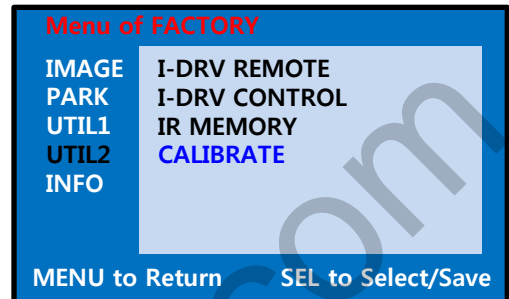 Menu of FACTORY
IMAGE I-DRV REMOTE
PARK I-DRV CONTROL
UTIL1 IR MEMORY
UTIL2 CALIBRATE
INFO
MENU to Return SEL to Select/Save
com